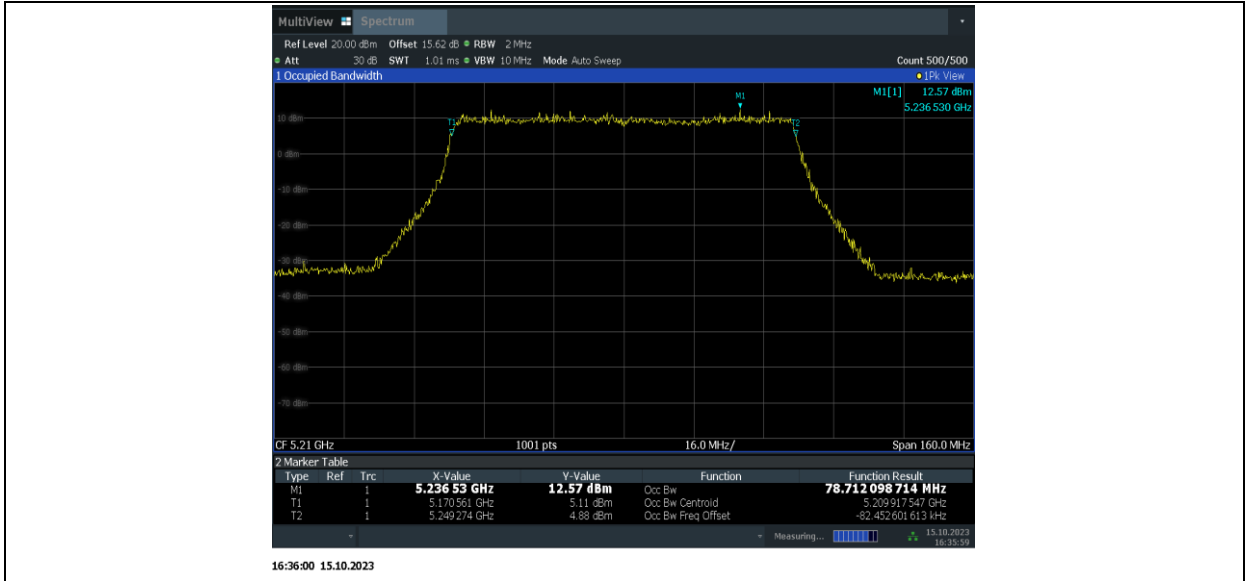 MultiView Spectrum
Ref Level 20.00 dBm Offset 15.62 dB RBW 2 MHz
Att 30 dB SWT 1.01 ms VBW 10 MHz Mode Auto Sweep Count 500/500
1 Occupied Bandwidth 1Pk View
M1[1] 12.57 dBm
5.236 530 GHz
M1
10 dBm
T1 T2
0 dBm
-10 dBm
-20 dBm
-30 dBm
-40 dBm
-50 dBm
-60 dBm
-70 dBm
CF 5.21 GHz 1001 pts 16.0 MHz/ Span 160.0 MHz
2 Marker Table
Type Ref Trc X-Value Y-Value Function Function Result
M1 1 5.236 53 GHz 12.57 dBm Occ Bw 78.712 098 714 MHz
T1 1 5.170 561 GHz 5.11 dBm Occ Bw Centroid 5.209 917 547 GHz
T2 1 5.249 274 GHz 4.88 dBm Occ Bw Freq Offset -82.452 601 613 kHz
Measuring... 15.10.2023
16:35:59
16:36:00 15.10.2023